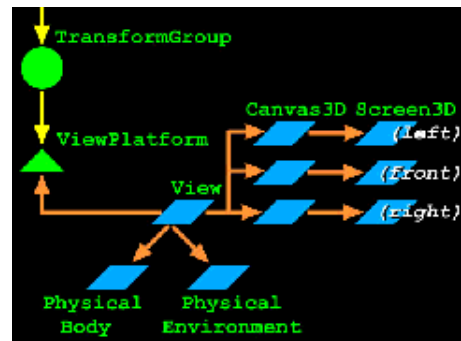 TransformGroup
Canvas3D Screen3D
(left)
ViewPlatform
(front)
View
(right)
Physical Physical
Body Environment